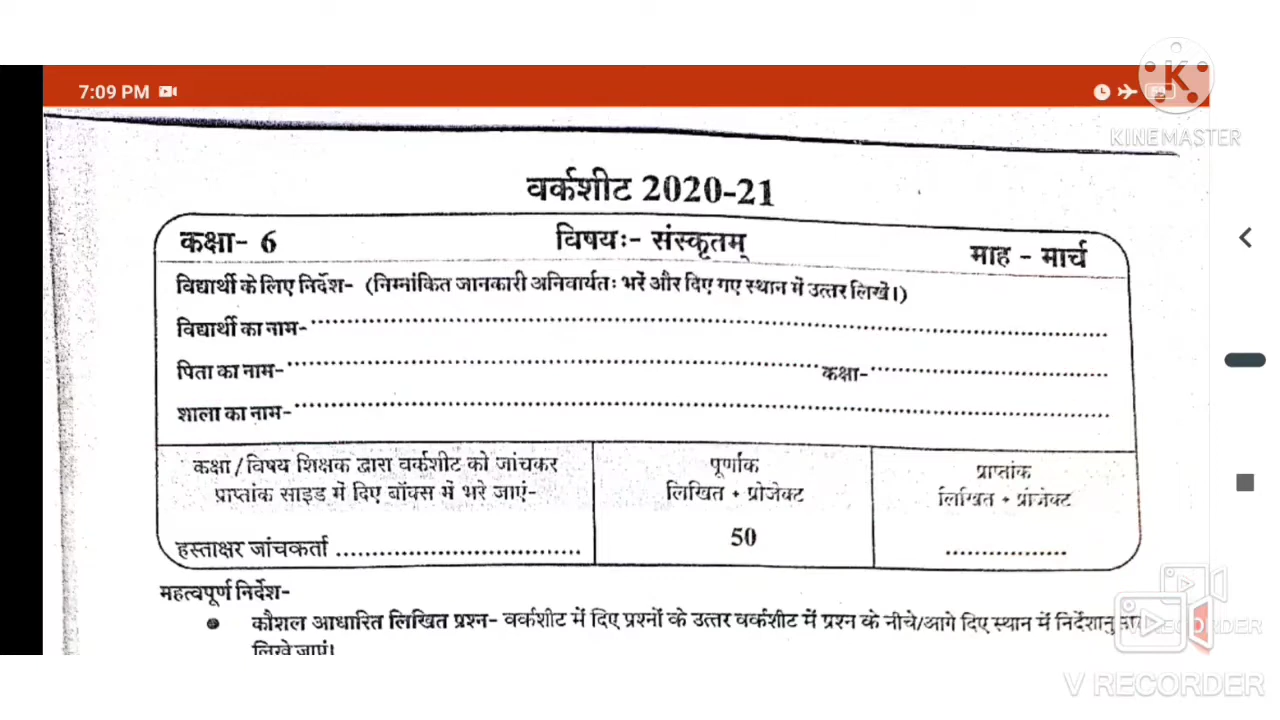 7:09 PM
K
KINEMASTER
वर्कशीट 2020-21
कक्षा- 6 विषयः- संस्कृतम् माह - मार्च
विद्यार्थी के लिए निर्देश- (निम्नांकित जानकारी अनिवार्यतः भरें और दिए गए स्थान में उत्तर लिखें।)
विद्यार्थी का नाम-
पिता का नाम- कक्षा-
शाला का नाम-
कक्षा/विषय शिक्षक द्वारा वर्कशीट को जांचकर
प्राप्तांक साइड में दिए बॉक्स में भरे जाएं-
हस्ताक्षर जांचकर्ता
पूर्णांक
लिखित + प्रोजेक्ट
50
प्राप्तांक
लिखित + प्रोजेक्ट
महत्वपूर्ण निर्देश-
कौशल आधारित लिखित प्रश्न- वर्कशीट में दिए प्रश्नों के उत्तर वर्कशीट में प्रश्न के नीचे/आगे दिए स्थान में
लिखे जाएं।
V RECORDER